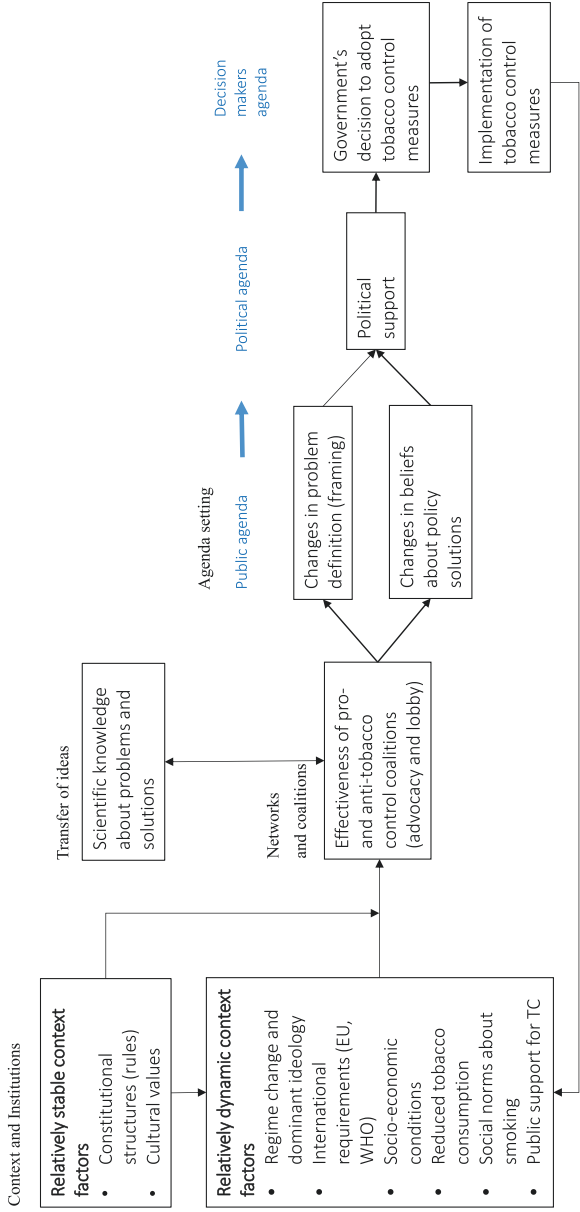 Context and Institutions
Relatively stable context
factors
• Constitutional
structures (rules)
• Cultural values
Relatively dynamic context
factors
• Regime change and
dominant ideology
• International
requirements (EU,
WHO)
• Socio-economic
conditions
• Reduced tobacco
consumption
• Social norms about
smoking
• Public support for TC
Transfer of ideas
Scientific knowledge
about problems and
solutions
Networks
and coalitions
Effectiveness of pro-
and anti-tobacco
control coalitions
(advocacy and lobby)
Agenda setting
Public agenda
Political agenda
Decision
makers
agenda
Changes in problem
definition (framing)
Changes in beliefs
about policy
solutions
Political
support
Government's
decision to adopt
tobacco control
measures
Implementation of
tobacco control
measures